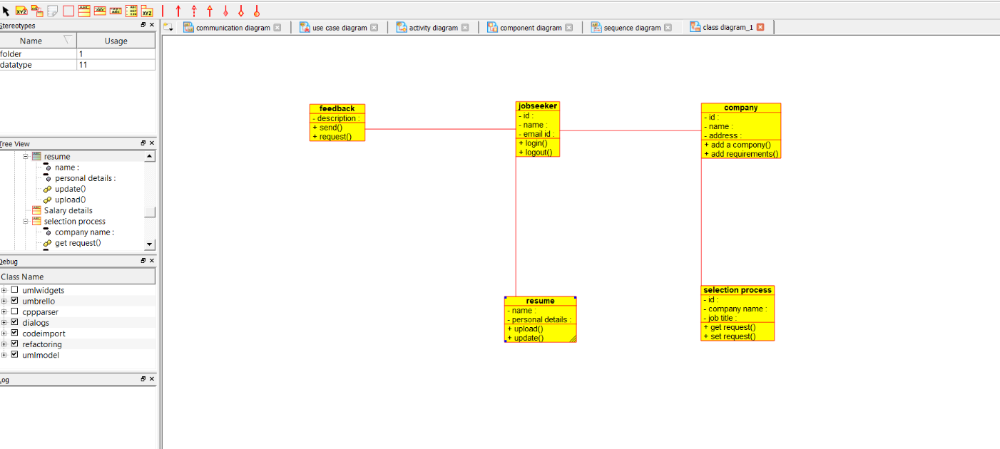 Stereotypes
communication diagram
use case diagram
activity diagram
component diagram
sequence diagram
class diagram_1
Name Usage
folder 1
datatype 11
Tree View
resume
name :
personal details :
update()
upload()
Salary details
selection process
company name :
get request()
Debug
Class Name
umlwidgets
umbrello
cppparser
dialogs
codeimport
refactoring
umlmodel
Log
feedback
- description :
+ send()
+ request()
jobseeker
- id :
- name :
- email id :
+ login()
+ logout()
company
- id :
- name :
- address :
+ add a compony()
+ add requirements()
resume
- name :
- personal details :
+ upload()
+ update()
selection process
- id :
- company name :
- job title :
+ get request()
+ set request()